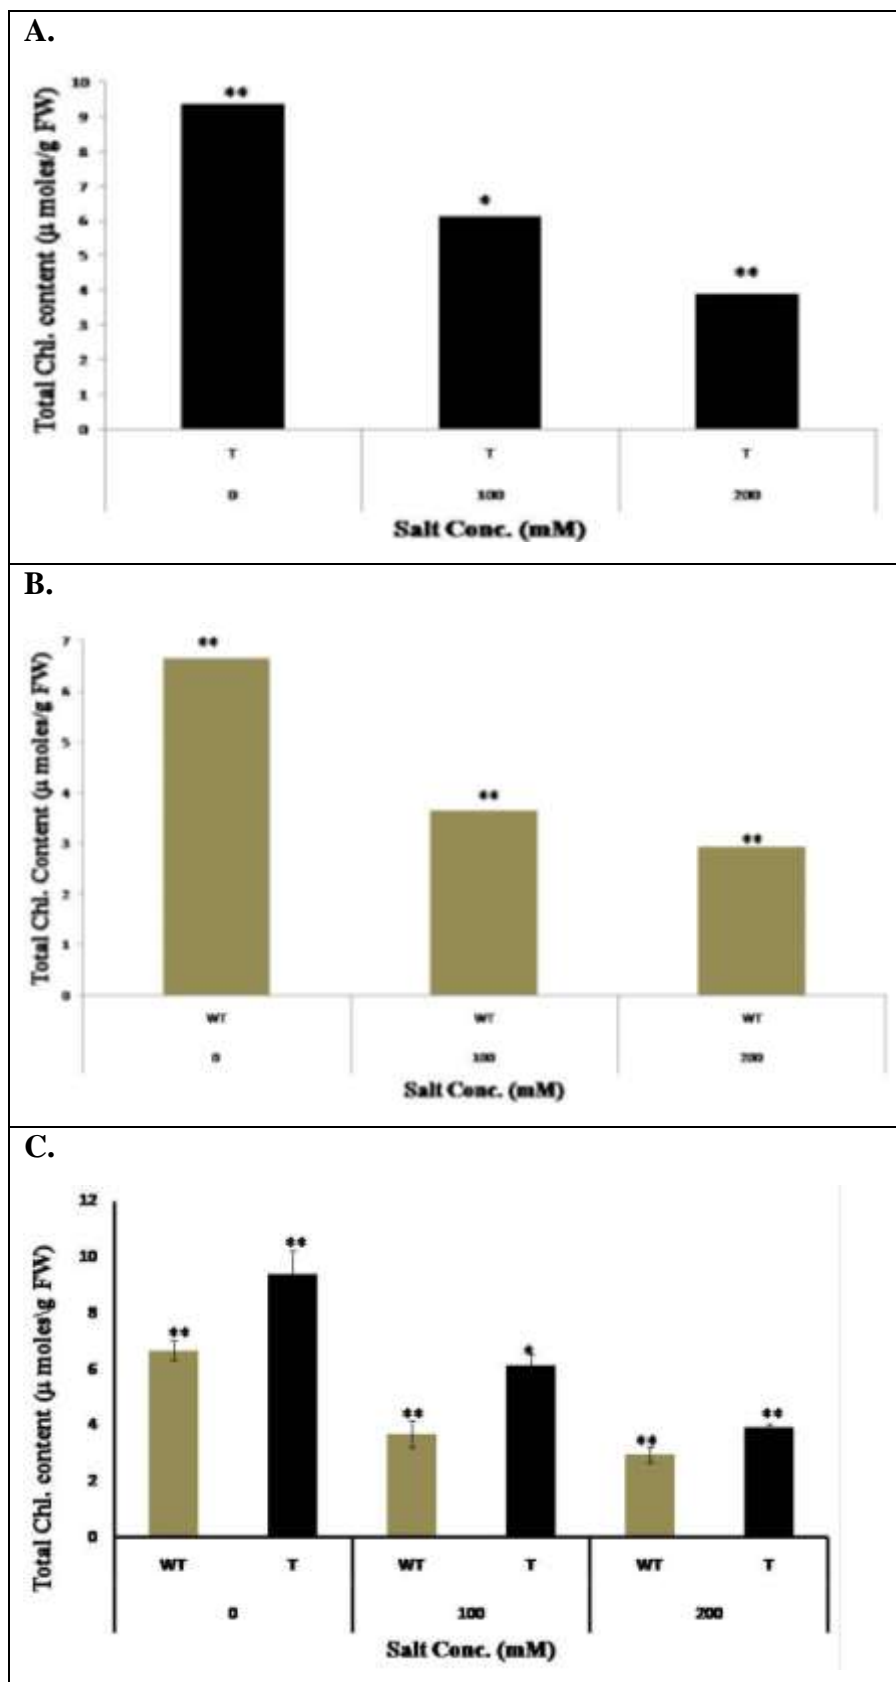 A.
Total Chl. content (µ moles/g FW)
10
**
9
8
7
*
6
5
**
4
3
2
1
0
T T T
0 100 200
Salt Conc. (mM)
B.
Total Chl. Content (µ moles/g FW)
7
**
6
5
**
4
**
3
2
1
0
WT WT WT
0 100 200
Salt Conc. (mM)
C.
Total Chl. content (µ moles\g FW)
12
**
10
8
** *
6
** ** **
4
2
0
WT T WT T WT T
0 100 200
Salt Conc. (mM)